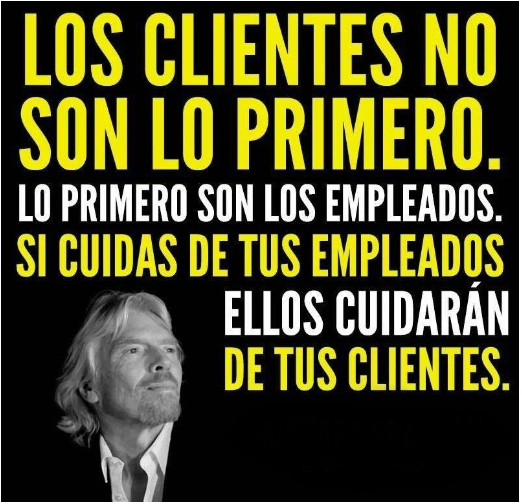 LOS CLIENTES NO
SON LO PRIMERO.
LO PRIMERO SON LOS EMPLEADOS.
SI CUIDAS DE TUS EMPLEADOS
ELLOS CUIDARÁN
DE TUS CLIENTES.